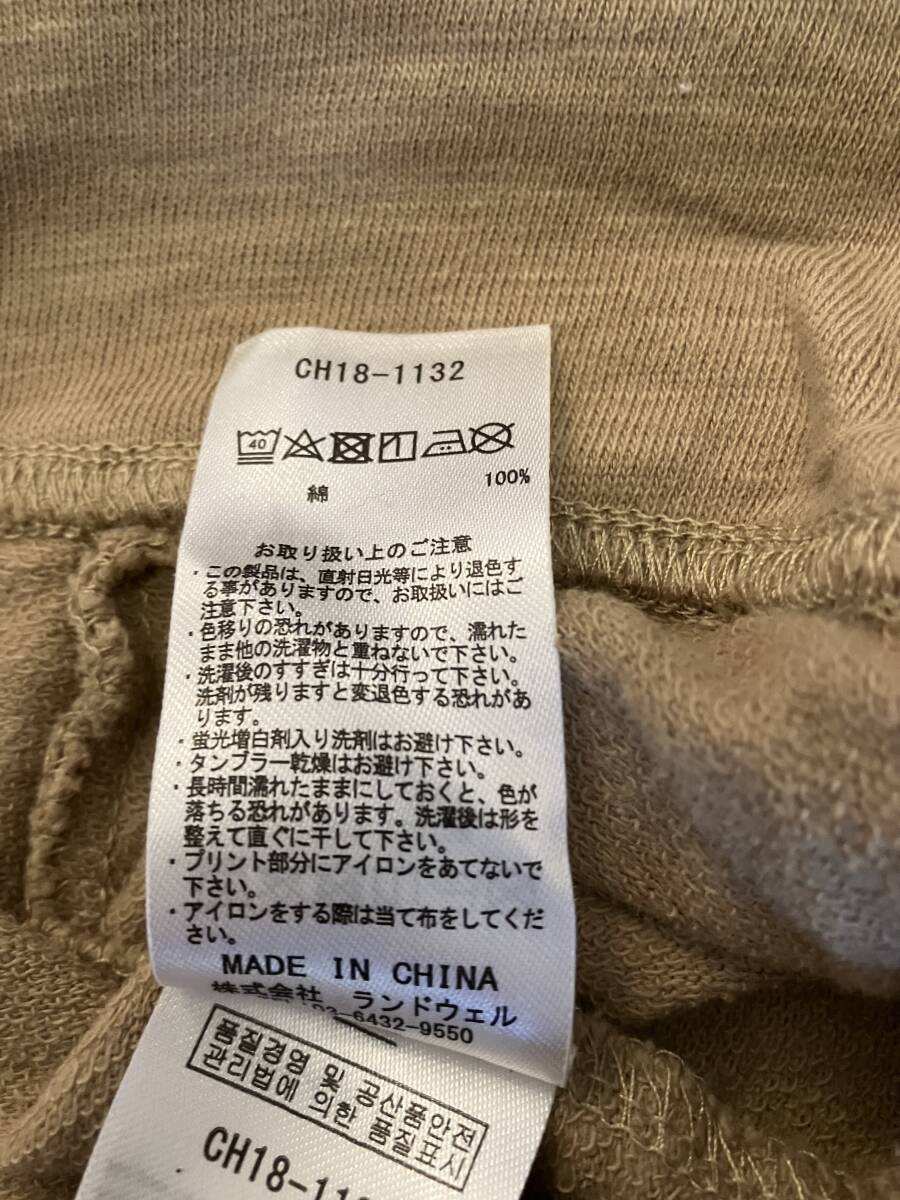 CH18-1132
40
綿 100%
お取り扱い上のご注意
・この製品は、直射日光等により退色す
る事がありますので、お取扱いにはご
注意下さい。
・色移りの恐れがありますので、濡れた
まま他の洗濯物と重ねないで下さい。
・洗濯後のすすぎは十分行って下さい。
洗剤が残りますと変退色する恐れがあ
ります。
・蛍光増白剤入り洗剤はお避け下さい。
・タンブラー乾燥はお避け下さい。
・長時間濡れたままにしておくと、色が
落ちる恐れがあります。洗濯後は形を
整えて直ぐに干して下さい。
・プリント部分にアイロンをあてないで
下さい。
・アイロンをする際は当て布をしてくだ
さい。
MADE IN CHINA
株式会社 ランドウェル
03-6432-9550
품질경영 및 공산품안전
관리법에 의한 품질표시
CH18-11